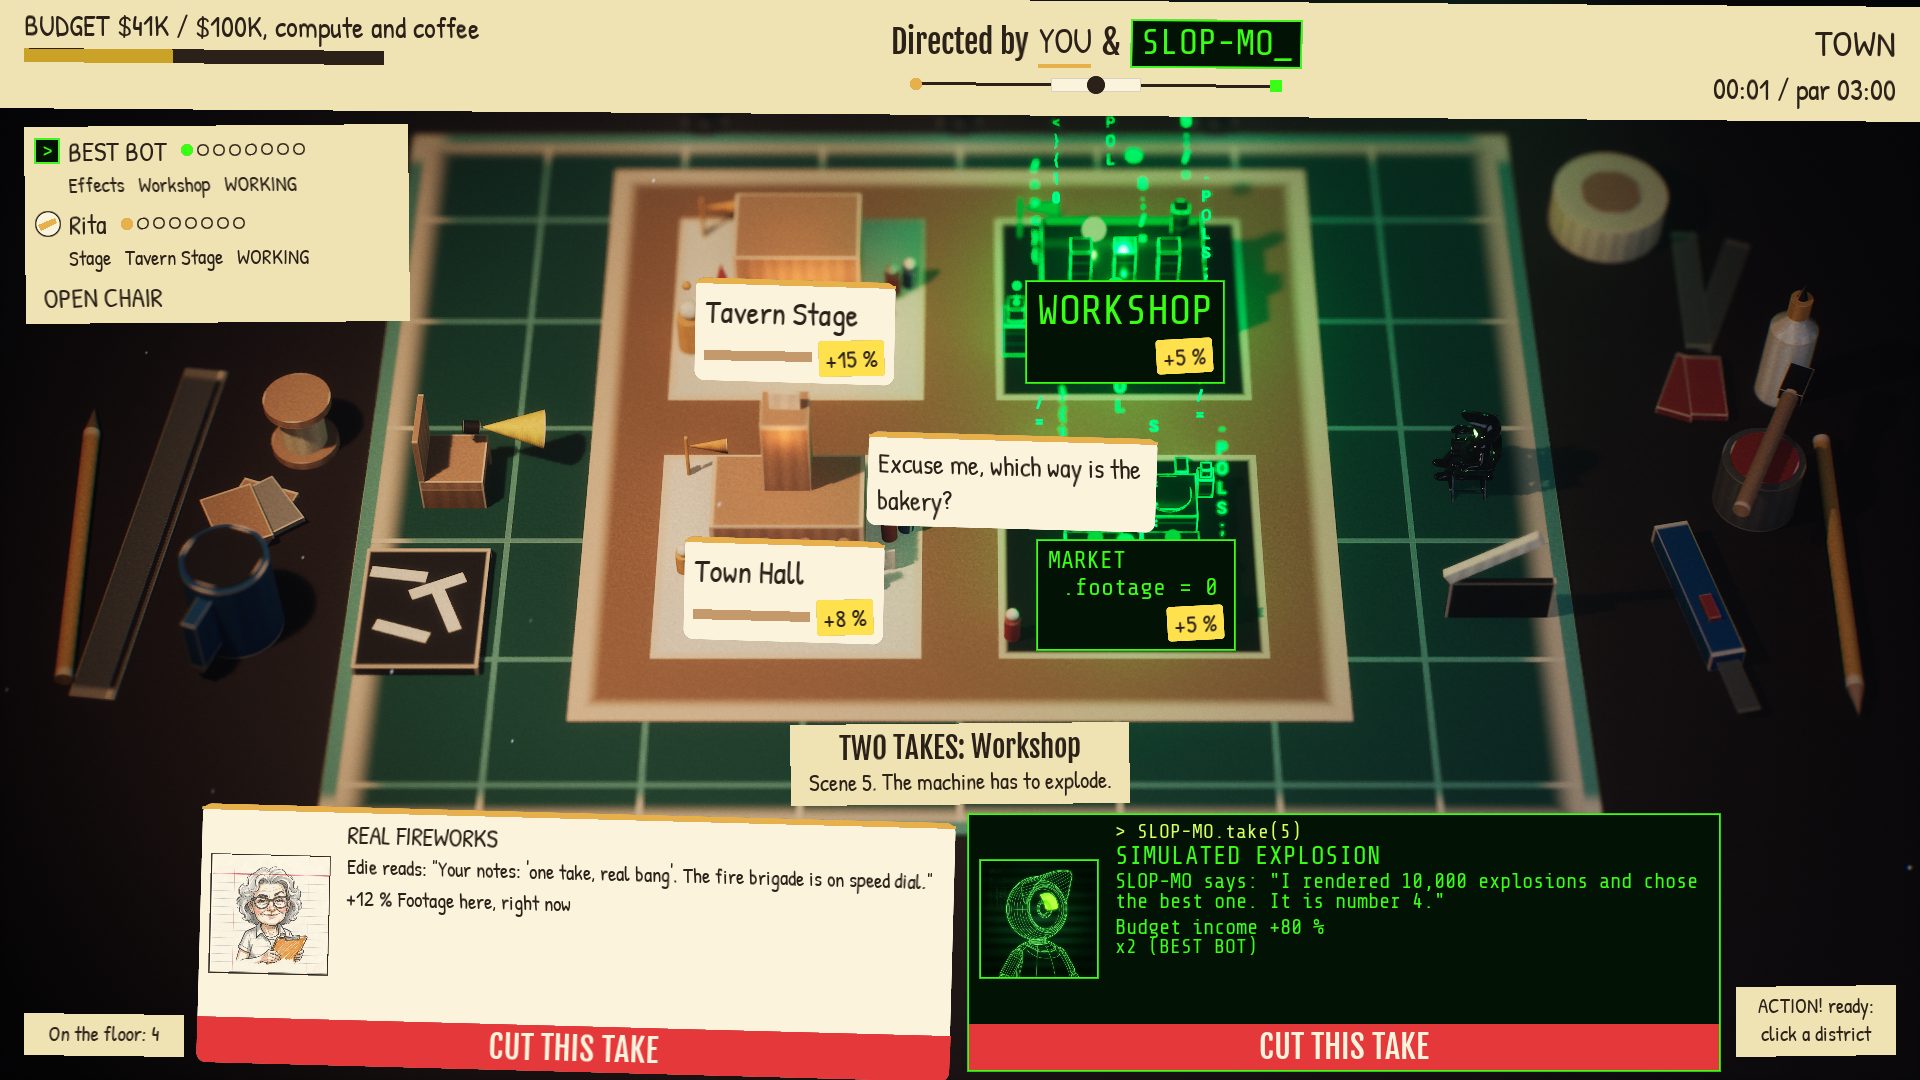 BUDGET $41K / $100K, compute and coffee
Directed by YOU & SLOP-MO_
TOWN
00:01 / par 03:00
> BEST BOT
Effects Workshop WORKING
Rita
Stage Tavern Stage WORKING
OPEN CHAIR
Tavern Stage
+15 %
WORKSHOP
+5 %
Excuse me, which way is the
bakery?
Town Hall
+8 %
MARKET
.footage = 0
+5 %
TWO TAKES: Workshop
Scene 5. The machine has to explode.
REAL FIREWORKS
Edie reads: "Your notes: 'one take, real bang'. The fire brigade is on speed dial."
+12 % Footage here, right now
CUT THIS TAKE
> SLOP-MO.take(5)
SIMULATED EXPLOSION
SLOP-MO says: "I rendered 10,000 explosions and chose
the best one. It is number 4."
Budget income +80 %
x2 (BEST BOT)
CUT THIS TAKE
On the floor: 4
ACTION! ready:
click a district